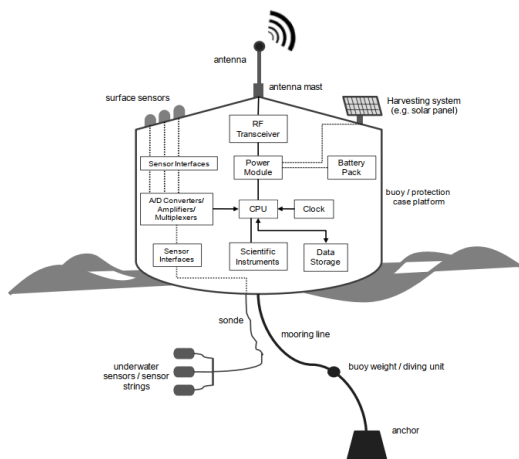 antenna
antenna mast
surface sensors
Harvesting system
(e.g. solar panel)
RF
Transceiver
Sensor Interfaces
Power
Module
Battery
Pack
buoy / protection
case platform
A/D Converters/
Amplifiers/
Multiplexers
CPU
Clock
Sensor
Interfaces
Scientific
Instruments
Data
Storage
sonde
mooring line
underwater
sensors / sensor
strings
buoy weight / diving unit
anchor